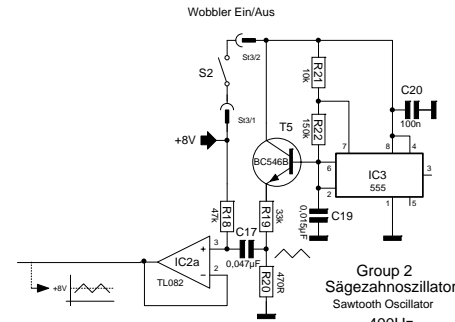 Wobbler Ein/Aus
St3/2
S2
St3/1
+8V
R21
10k
R22
150k
C20
100n
T5
BC546B
7
8
4
6
2
3
1
5
IC3
555
C19
0,015µF
R18
47k
R19
33k
C17
0,047µF
R20
470R
+
3
-
2
IC2a
TL082
+8V
Group 2
Sägezahnoszillator
Sawtooth Oscillator